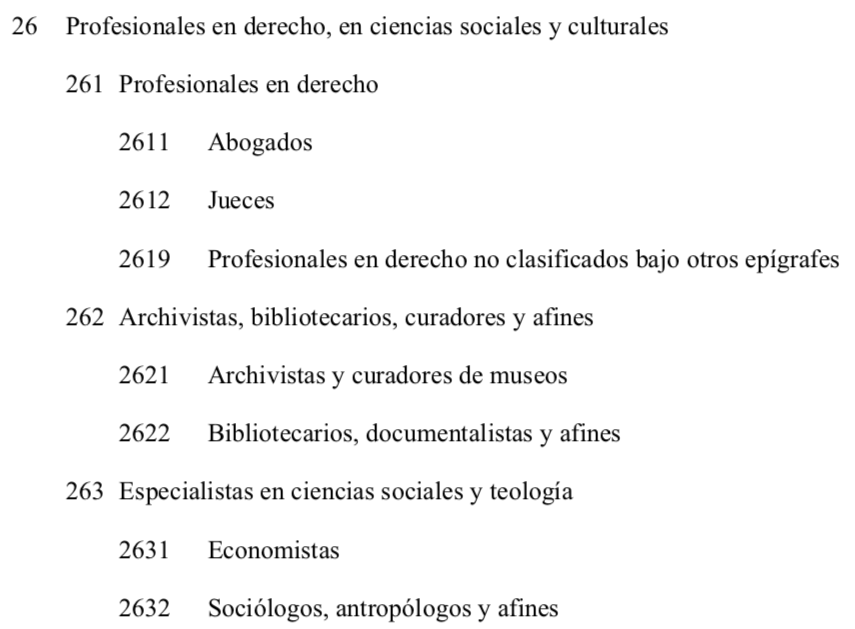 26 Profesionales en derecho, en ciencias sociales y culturales
261 Profesionales en derecho
2611 Abogados
2612 Jueces
2619 Profesionales en derecho no clasificados bajo otros epígrafes
262 Archivistas, bibliotecarios, curadores y afines
2621 Archivistas y curadores de museos
2622 Bibliotecarios, documentalistas y afines
263 Especialistas en ciencias sociales y teología
2631 Economistas
2632 Sociólogos, antropólogos y afines